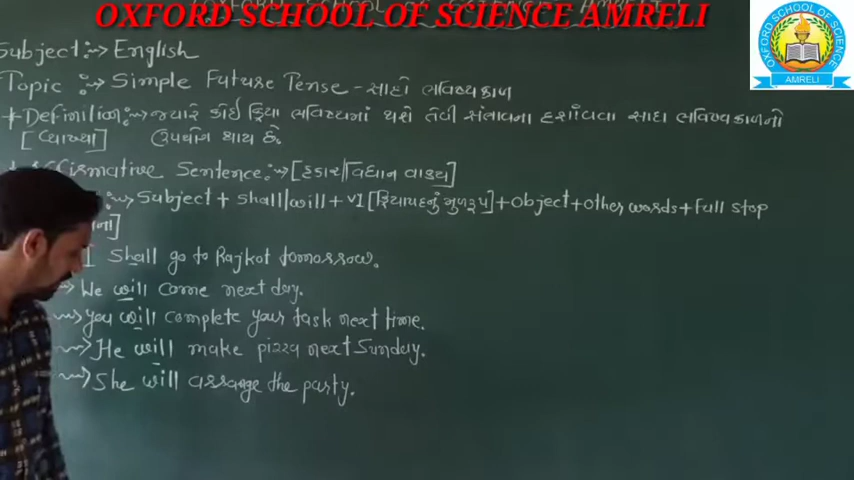 OXFORD SCHOOL OF SCIENCE AMRELI
OXFORD SCHOOL OF SCIENCE
AMRELI
Subject :⇝ English
Topic :⇝ Simple Future Tense - સાદો ભવિષ્યકાળ
* Definition :⇝ જ્યારે કોઈ ક્રિયા ભવિષ્યમાં થશે તેવી સંભાવના દર્શાવવા સાદા ભવિષ્યકાળનો
[વ્યાખ્યા] ઉપયોગ થાય છે.
Affirmative Sentence :⇝ [હકાર/વિધાન વાક્ય]
:⇝ Subject + Shall/will + V1 [ક્રિયાપદનું મુળરૂપ] + Object + Other words + Full stop
I Shall go to Rajkot tomorrow.
→ We will come next day.
⇝ You will complete your task next time.
⇝ He will make pizza next Sunday.
⇝ She will arrange the party.